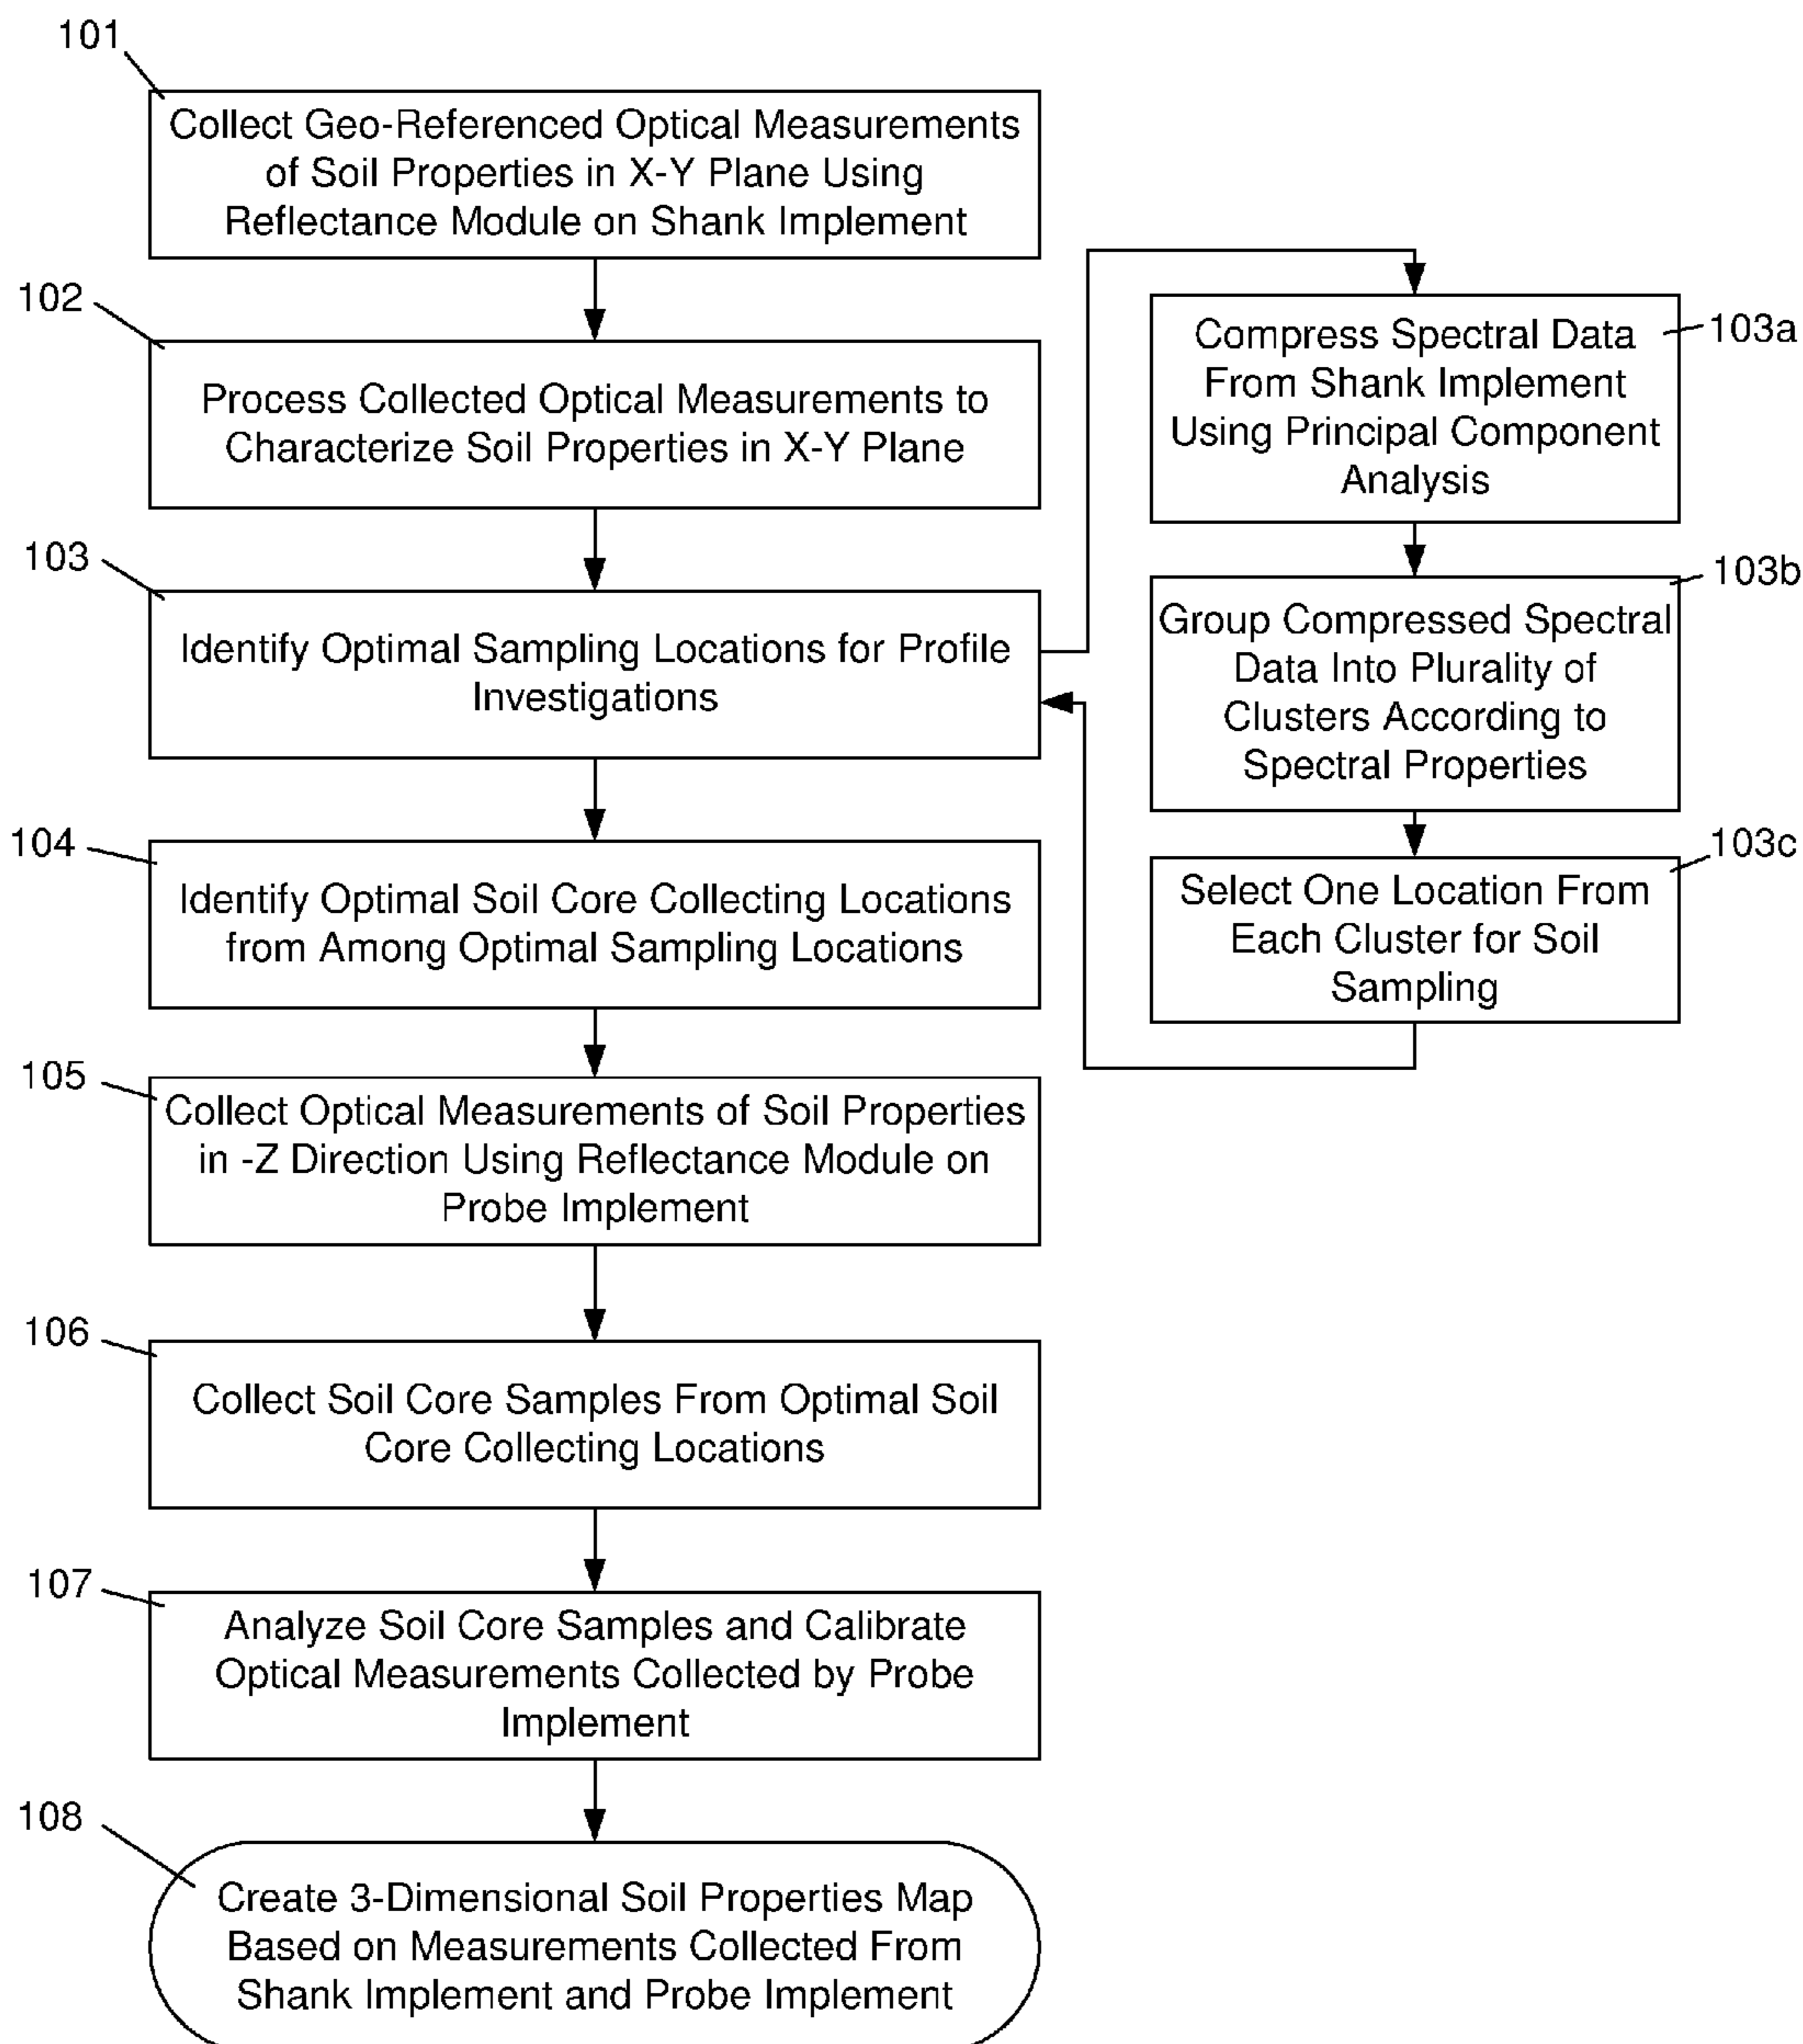 101
Collect Geo-Referenced Optical Measurements
of Soil Properties in X-Y Plane Using
Reflectance Module on Shank Implement
102
Process Collected Optical Measurements to
Characterize Soil Properties in X-Y Plane
103
Identify Optimal Sampling Locations for Profile
Investigations
103a
Compress Spectral Data
From Shank Implement
Using Principal Component
Analysis
103b
Group Compressed Spectral
Data Into Plurality of
Clusters According to
Spectral Properties
103c
Select One Location From
Each Cluster for Soil
Sampling
104
Identify Optimal Soil Core Collecting Locations
from Among Optimal Sampling Locations
105
Collect Optical Measurements of Soil Properties
in -Z Direction Using Reflectance Module on
Probe Implement
106
Collect Soil Core Samples From Optimal Soil
Core Collecting Locations
107
Analyze Soil Core Samples and Calibrate
Optical Measurements Collected by Probe
Implement
108
Create 3-Dimensional Soil Properties Map
Based on Measurements Collected From
Shank Implement and Probe Implement